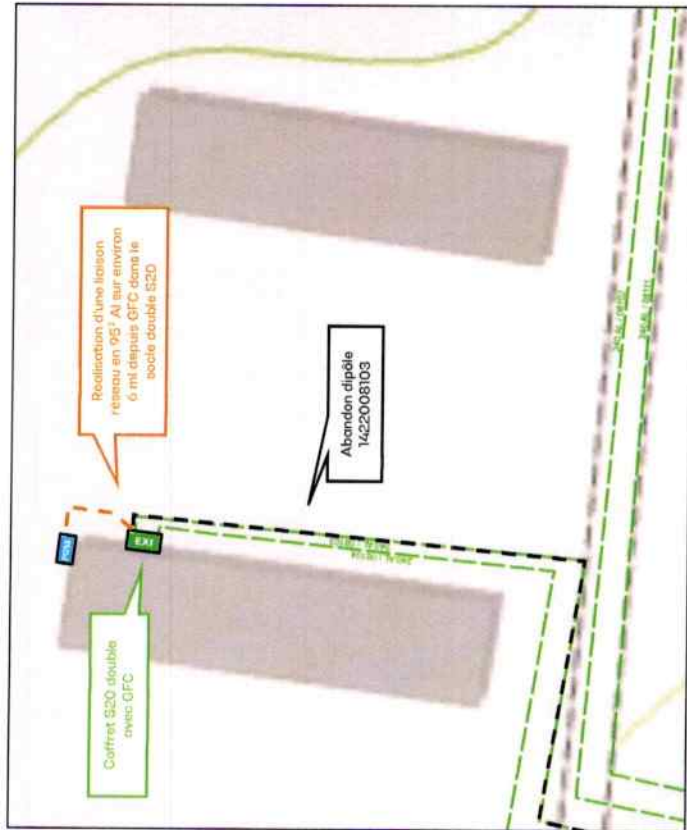 Réalisation d'une liaison
réseau en 95² Al sur environ
6 ml depuis GFC dans le
socle double S20
Abandon dipôle
1422008103
EXI
Coffret S20 double
avec GFC